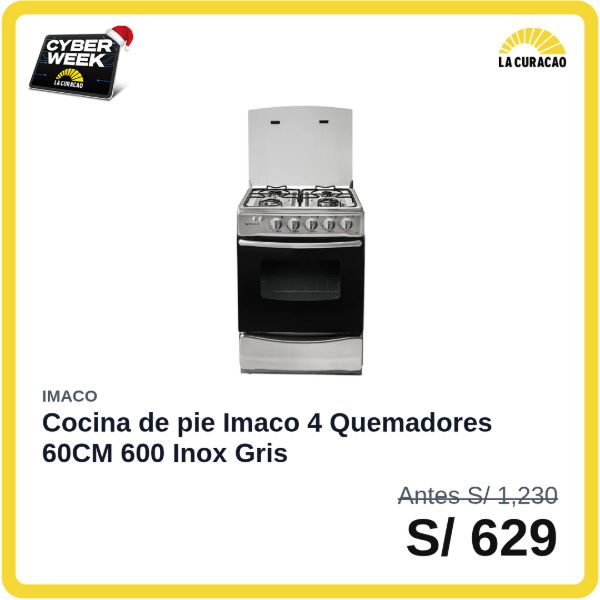 CYBER
WEEK
LA CURACAO
LA CURACAO
IMACO
Cocina de pie Imaco 4 Quemadores
60CM 600 Inox Gris
Antes S/ 1,230
S/ 629